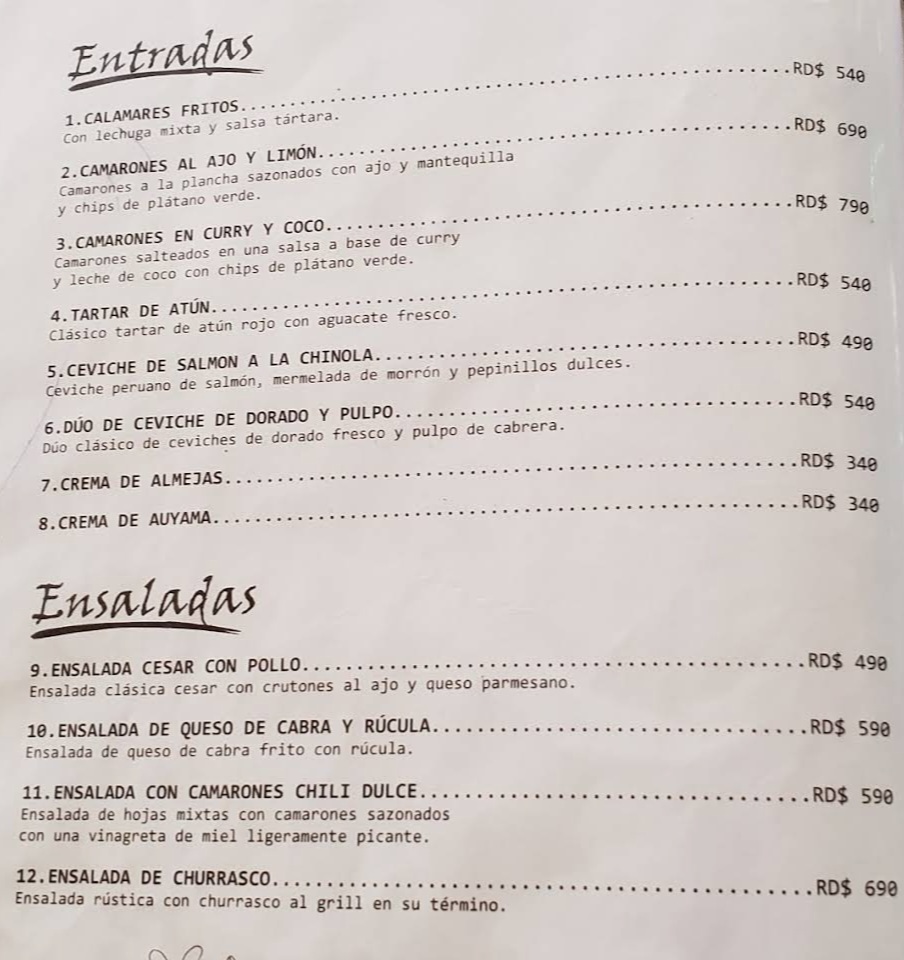 Entradas
1.CALAMARES FRITOS..................................................RD$ 540
Con lechuga mixta y salsa tártara.
2.CAMARONES AL AJO Y LIMÓN..........................................RD$ 690
Camarones a la plancha sazonados con ajo y mantequilla
y chips de plátano verde.
3.CAMARONES EN CURRY Y COCO.........................................RD$ 790
Camarones salteados en una salsa a base de curry
y leche de coco con chips de plátano verde.
4.TARTAR DE ATÚN....................................................RD$ 540
Clásico tartar de atún rojo con aguacate fresco.
5.CEVICHE DE SALMON A LA CHINOLA....................................RD$ 490
Ceviche peruano de salmón, mermelada de morrón y pepinillos dulces.
6.DÚO DE CEVICHE DE DORADO Y PULPO..................................RD$ 540
Dúo clásico de ceviches de dorado fresco y pulpo de cabrera.
7.CREMA DE ALMEJAS..................................................RD$ 340
8.CREMA DE AUYAMA...................................................RD$ 340
Ensaladas
9.ENSALADA CESAR CON POLLO..........................................RD$ 490
Ensalada clásica cesar con crutones al ajo y queso parmesano.
10.ENSALADA DE QUESO DE CABRA Y RÚCULA..............................RD$ 590
Ensalada de queso de cabra frito con rúcula.
11.ENSALADA CON CAMARONES CHILI DULCE...............................RD$ 590
Ensalada de hojas mixtas con camarones sazonados
con una vinagreta de miel ligeramente picante.
12.ENSALADA DE CHURRASCO............................................RD$ 690
Ensalada rústica con churrasco al grill en su término.